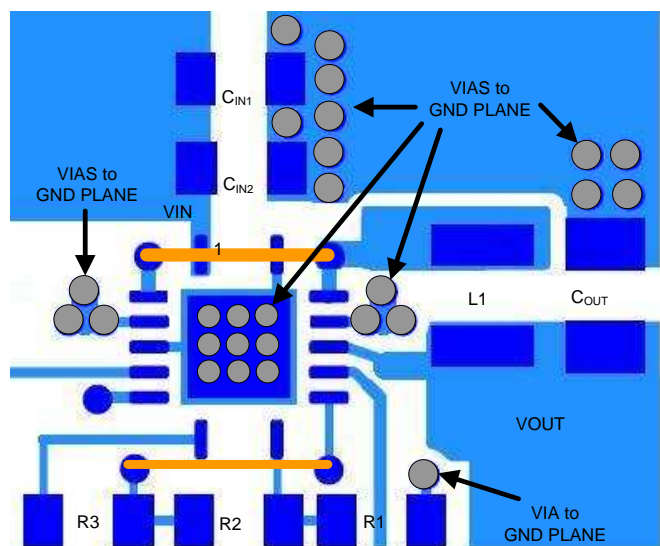 CIN1
VIAS to
GND PLANE
VIAS to
GND PLANE
CIN2
VIN
1
L1
COUT
VOUT
R3
R2
R1
VIA to
GND PLANE